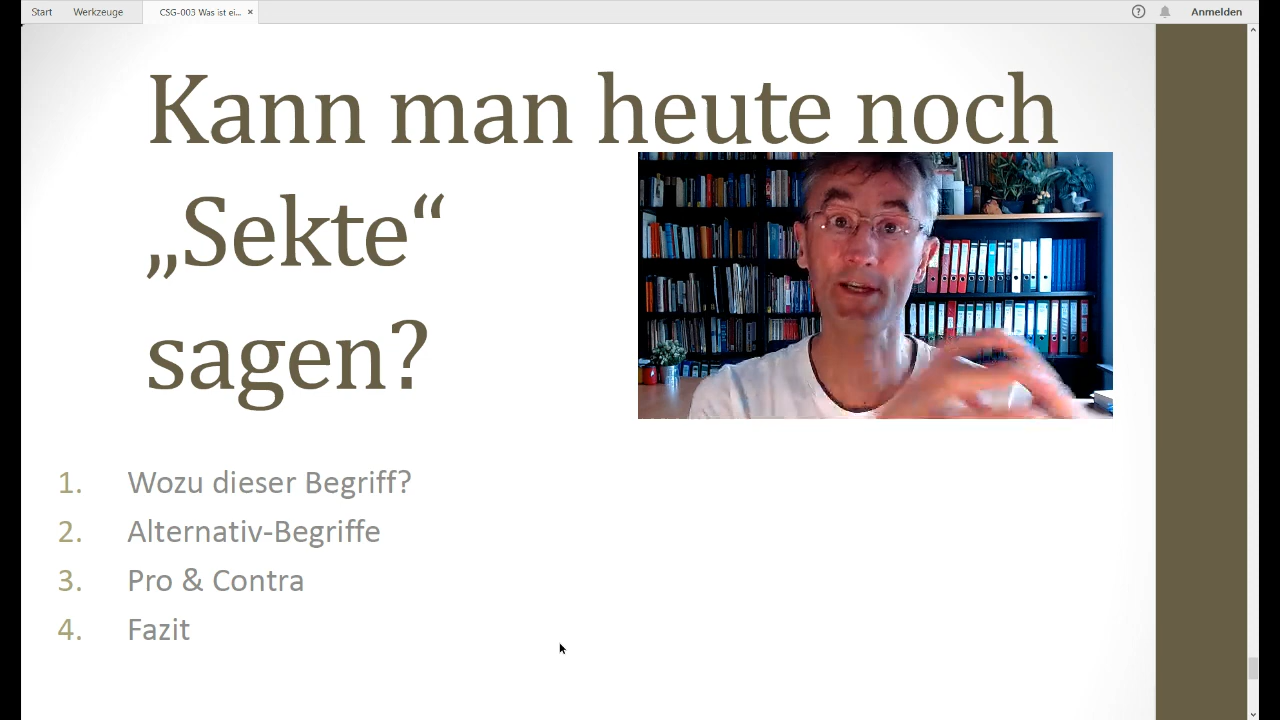 Start Werkzeuge CSG-003 Was ist ei... × Anmelden
Kann man heute noch
„Sekte“
sagen?
1. Wozu dieser Begriff?
2. Alternativ-Begriffe
3. Pro & Contra
4. Fazit